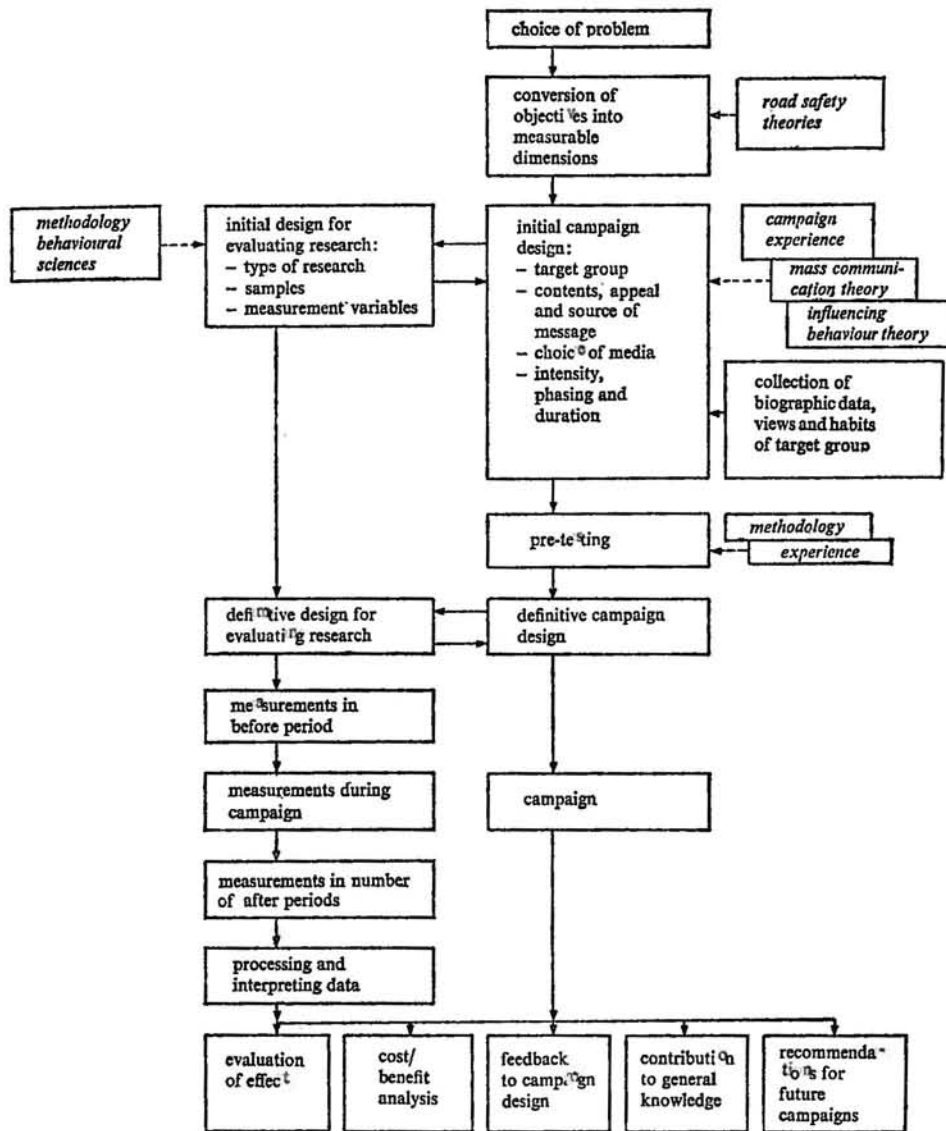 choice of problem
conversion of
objectives into
measurable
dimensions
road safety
theories
methodology
behavioural
sciences
initial design for
evaluating research:
– type of research
– samples
– measurement variables
initial campaign
design:
– target group
– contents, appeal
and source of
message
– choice of media
– intensity,
phasing and
duration
campaign
experience
mass communi-
cation theory
influencing
behaviour theory
collection of
biographic data,
views and habits
of target group
pre-testing
methodology
experience
definitive design for
evaluating research
definitive campaign
design
measurements in
before period
measurements during
campaign
campaign
measurements in number
of after periods
processing and
interpreting data
evaluation
of effect
cost/
benefit
analysis
feedback
to campaign
design
contribution
to general
knowledge
recommenda-
tions for
future
campaigns